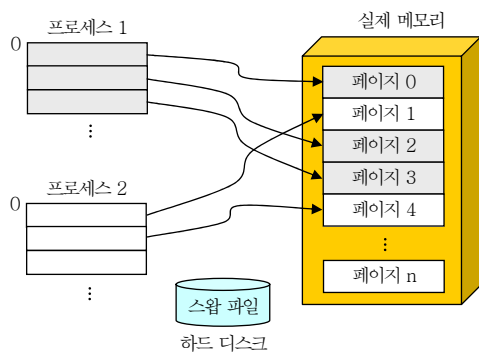 프로세스 1
0
⋮
프로세스 2
0
⋮
실제 메모리
페이지 0
페이지 1
페이지 2
페이지 3
페이지 4
⋮
페이지 n
스왑 파일
하드 디스크